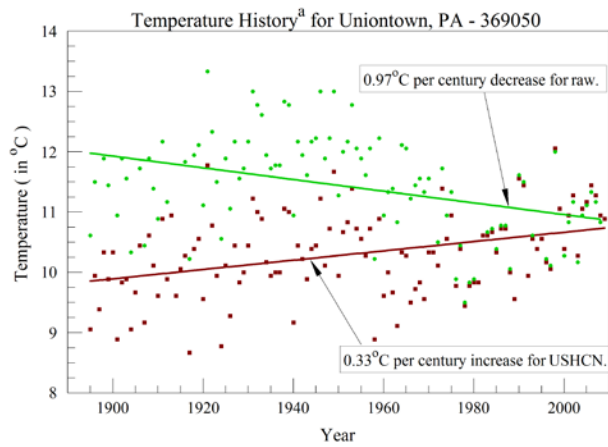 Temperature Historyᵃ for Uniontown, PA - 369050
14
13
12
11
10
9
8
Temperature ( in °C )
0.97°C per century decrease for raw.
0.33°C per century increase for USHCN.
1900 1920 1940 1960 1980 2000
Year